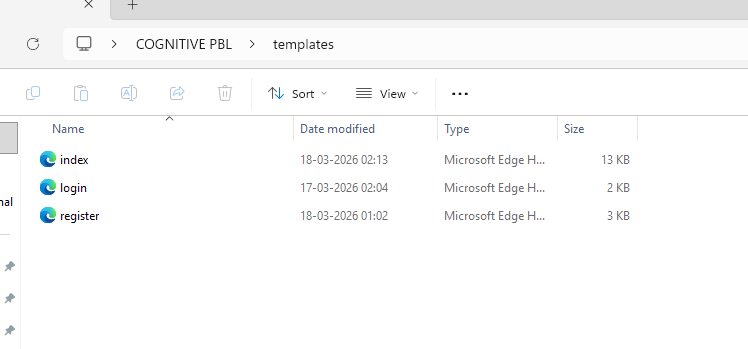 COGNITIVE PBL > templates
Sort View
Name Date modified Type Size
index 18-03-2026 02:13 Microsoft Edge H... 13 KB
login 17-03-2026 02:04 Microsoft Edge H... 2 KB
nal
register 18-03-2026 01:02 Microsoft Edge H... 3 KB